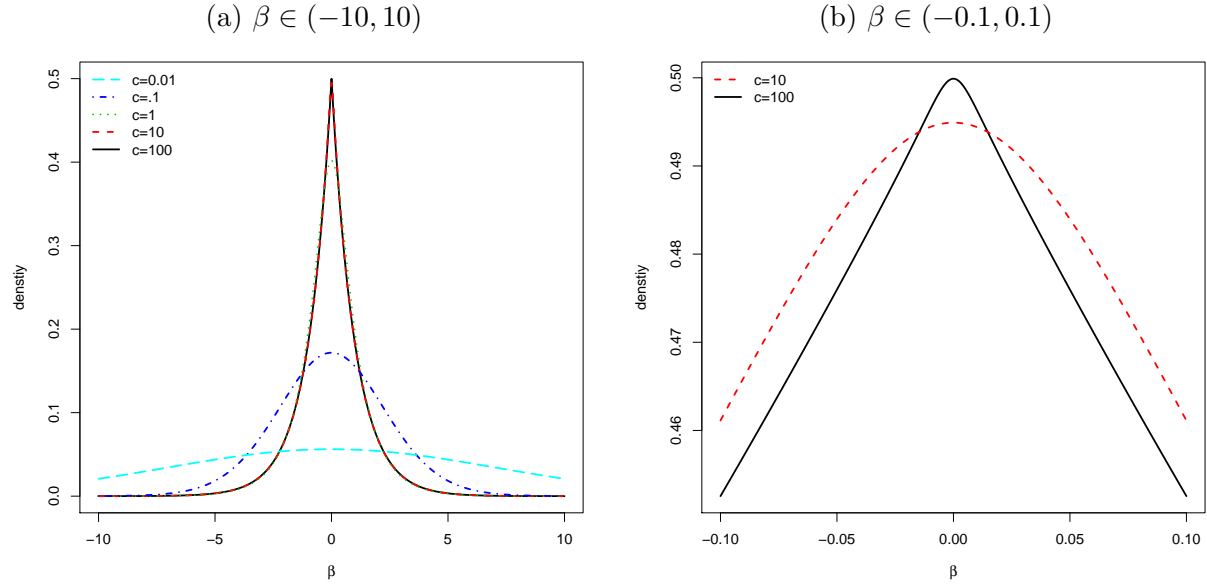 (a) β ∈ (−10, 10)
c=0.01
c=.1
c=1
c=10
c=100
denstiy
0.5
0.4
0.3
0.2
0.1
0.0
−10
−5
0
5
10
β
(b) β ∈ (−0.1, 0.1)
c=10
c=100
denstiy
0.50
0.49
0.48
0.47
0.46
−0.10
−0.05
0.00
0.05
0.10
β